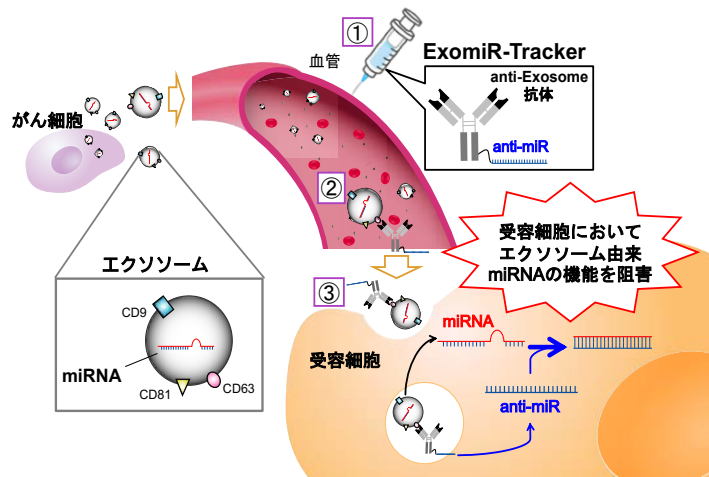 ①
ExomiR-Tracker
血管
anti-Exosome
抗体
anti-miR
がん細胞
②
エクソソーム
CD9
miRNA
CD81
CD63
受容細胞において
エクソソーム由来
miRNAの機能を阻害
③
受容細胞
miRNA
anti-miR